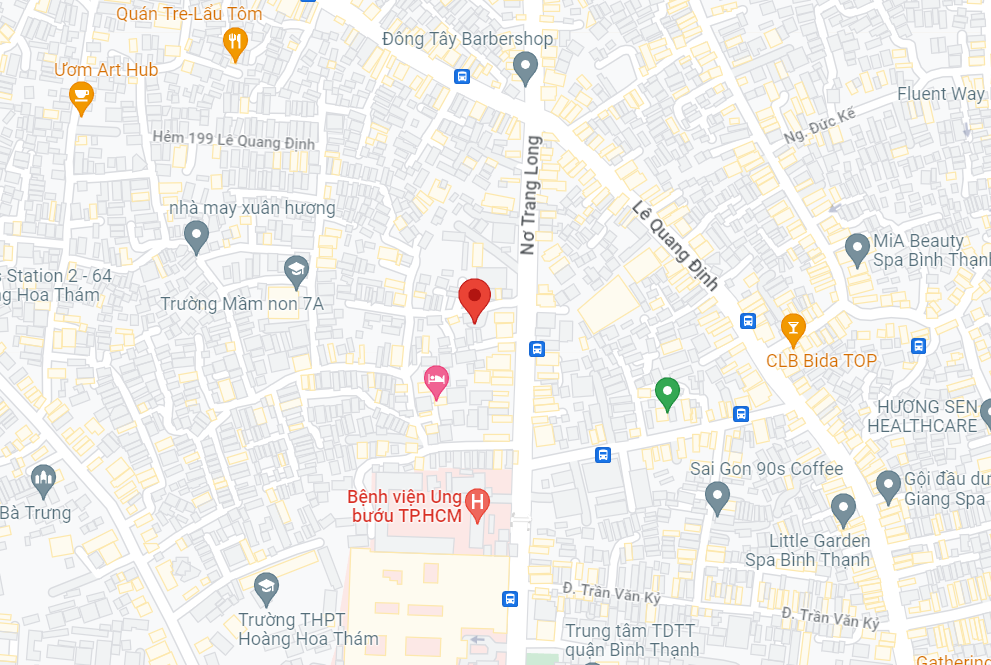 Quán Tre-Lẩu Tôm
Đông Tây Barbershop
Ươm Art Hub
Fluent Way
Ng. Đức Kế
Hẻm 199 Lê Quang Định
Nơ Trang Long
nhà may xuân hương
Lê Quang Định
MiA Beauty
Spa Bình Thạnh
s Station 2 - 64
ng Hoa Thám
Trường Mầm non 7A
CLB Bida TOP
HƯƠNG SEN
HEALTHCARE
Sai Gon 90s Coffee
Gội đầu dư
Giang Spa
Bệnh viện Ung
bướu TP.HCM
H
Bà Trưng
Little Garden
Spa Bình Thạnh
Đ. Trần Văn Kỷ
Đ. Trần Văn Kỷ
Trường THPT
Hoàng Hoa Thám
Trung tâm TDTT
quận Bình Thạnh
Gathering